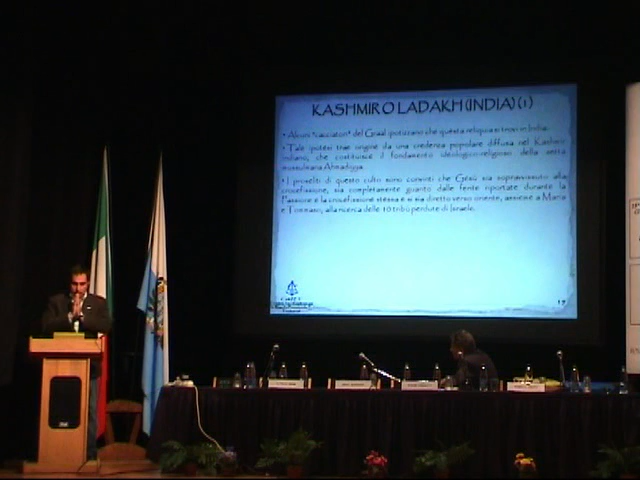 KASHMIR O LADAKH (INDIA) (1)
• Alcuni "cacciatori" del Graal ipotizzano che questa reliquia si trovi in India.
• Tale ipotesi trae origine da una credenza popolare diffusa nel Kashmir
indiano, che costituisce il fondamento ideologico-religioso della setta
musulmana Ahmadiyya.
• I proseliti di questo culto sono convinti che Gesù sia sopravvissuto alla
crocefissione, sia completamente guarito dalle ferite riportate durante la
Passione e la crocefissione stessa e si sia diretto verso oriente, assieme a Maria
e Tommaso, alla ricerca delle 10 tribù perdute di Israele.
19